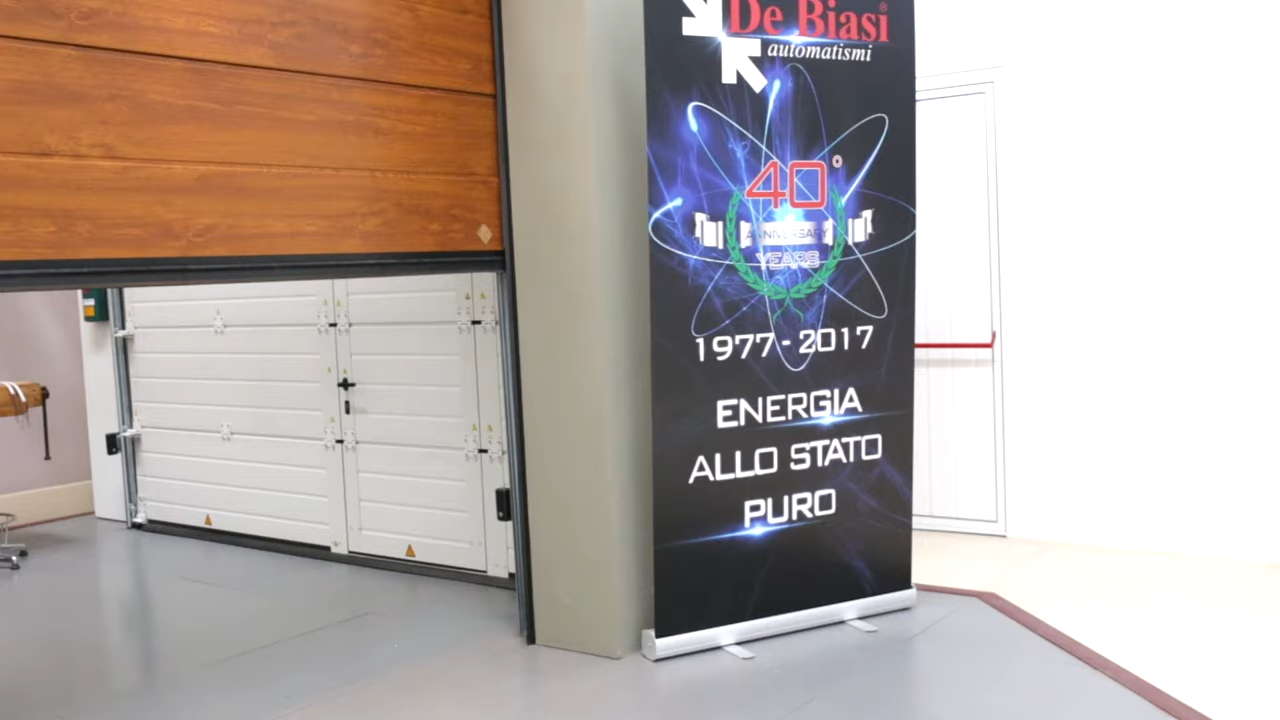 De Biasi®
automatismi
40°
ANNIVERSARY
YEARS
1977-2017
ENERGIA
ALLO STATO
PURO